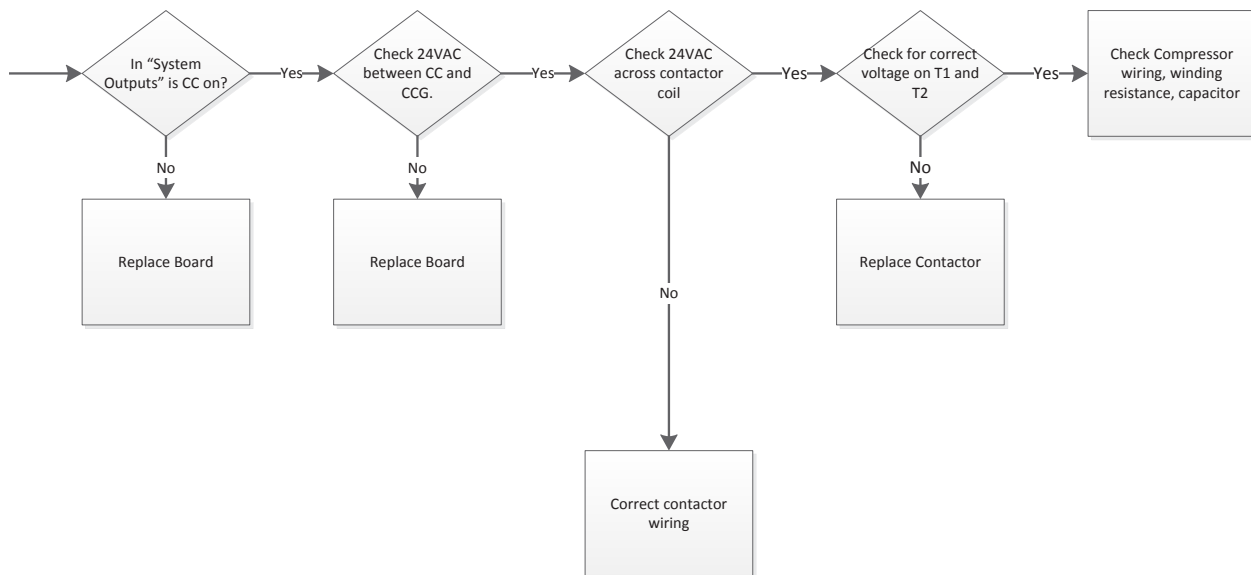 In “System
Outputs” is CC on?
Yes
Check 24VAC
between CC and
CCG.
Yes
Check 24VAC
across contactor
coil
Yes
Check for correct
voltage on T1 and
T2
Yes
Check Compressor
wiring, winding
resistance, capacitor
No
No
No
Replace Board
Replace Board
Replace Contactor
No
Correct contactor
wiring